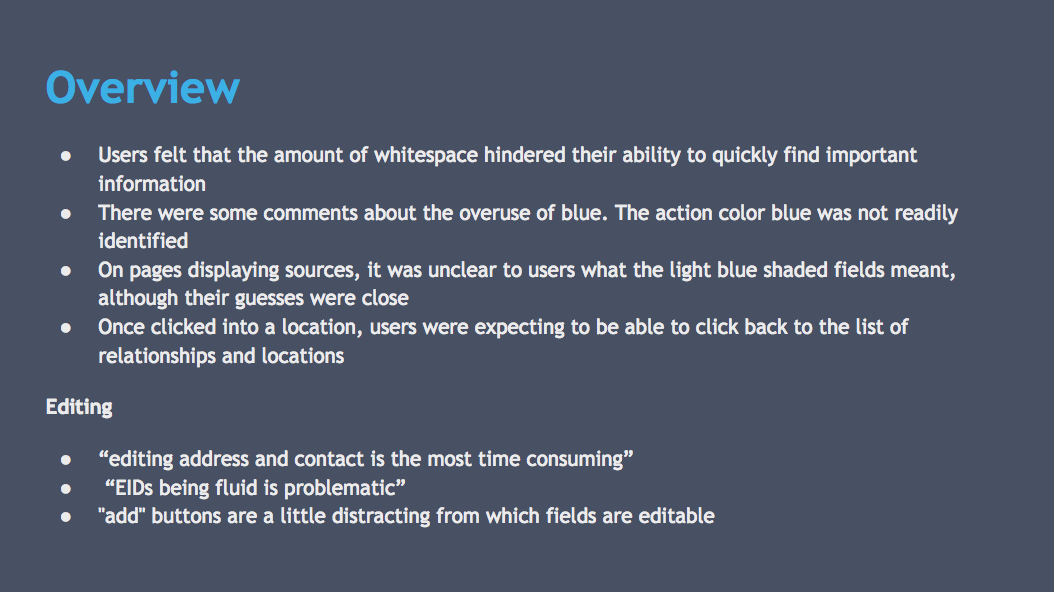 Overview
● Users felt that the amount of whitespace hindered their ability to quickly find important
information
● There were some comments about the overuse of blue. The action color blue was not readily
identified
● On pages displaying sources, it was unclear to users what the light blue shaded fields meant,
although their guesses were close
● Once clicked into a location, users were expecting to be able to click back to the list of
relationships and locations
Editing
● “editing address and contact is the most time consuming”
● “EIDs being fluid is problematic”
● "add" buttons are a little distracting from which fields are editable